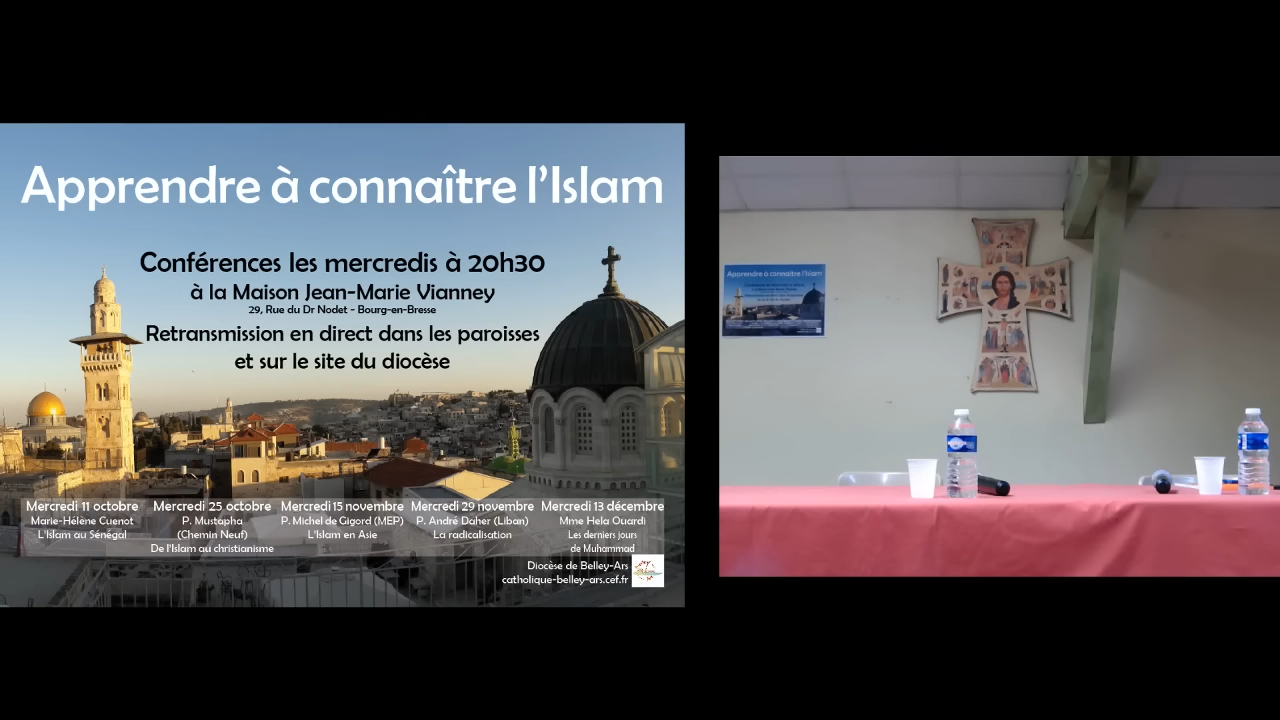 Apprendre à connaître l'Islam
Conférences les mercredis à 20h30
à la Maison Jean-Marie Vianney
29, Rue du Dr Nodet - Bourg-en-Bresse
Retransmission en direct dans les paroisses
et sur le site du diocèse
Mercredi 11 octobre
Marie-Hélène Cuenot
L'Islam au Sénégal
Mercredi 25 octobre
P. Mustapha
(Chemin Neuf)
De l'Islam au christianisme
Mercredi 15 novembre
P. Michel de Gigord (MEP)
L'Islam en Asie
Mercredi 29 novembre
P. André Daher (Liban)
La radicalisation
Mercredi 13 décembre
Mme Hela Ouardi
Les derniers jours
de Muhammad
Diocèse de Belley-Ars
catholique-belley-ars.cef.fr
Apprendre à connaître l'Islam